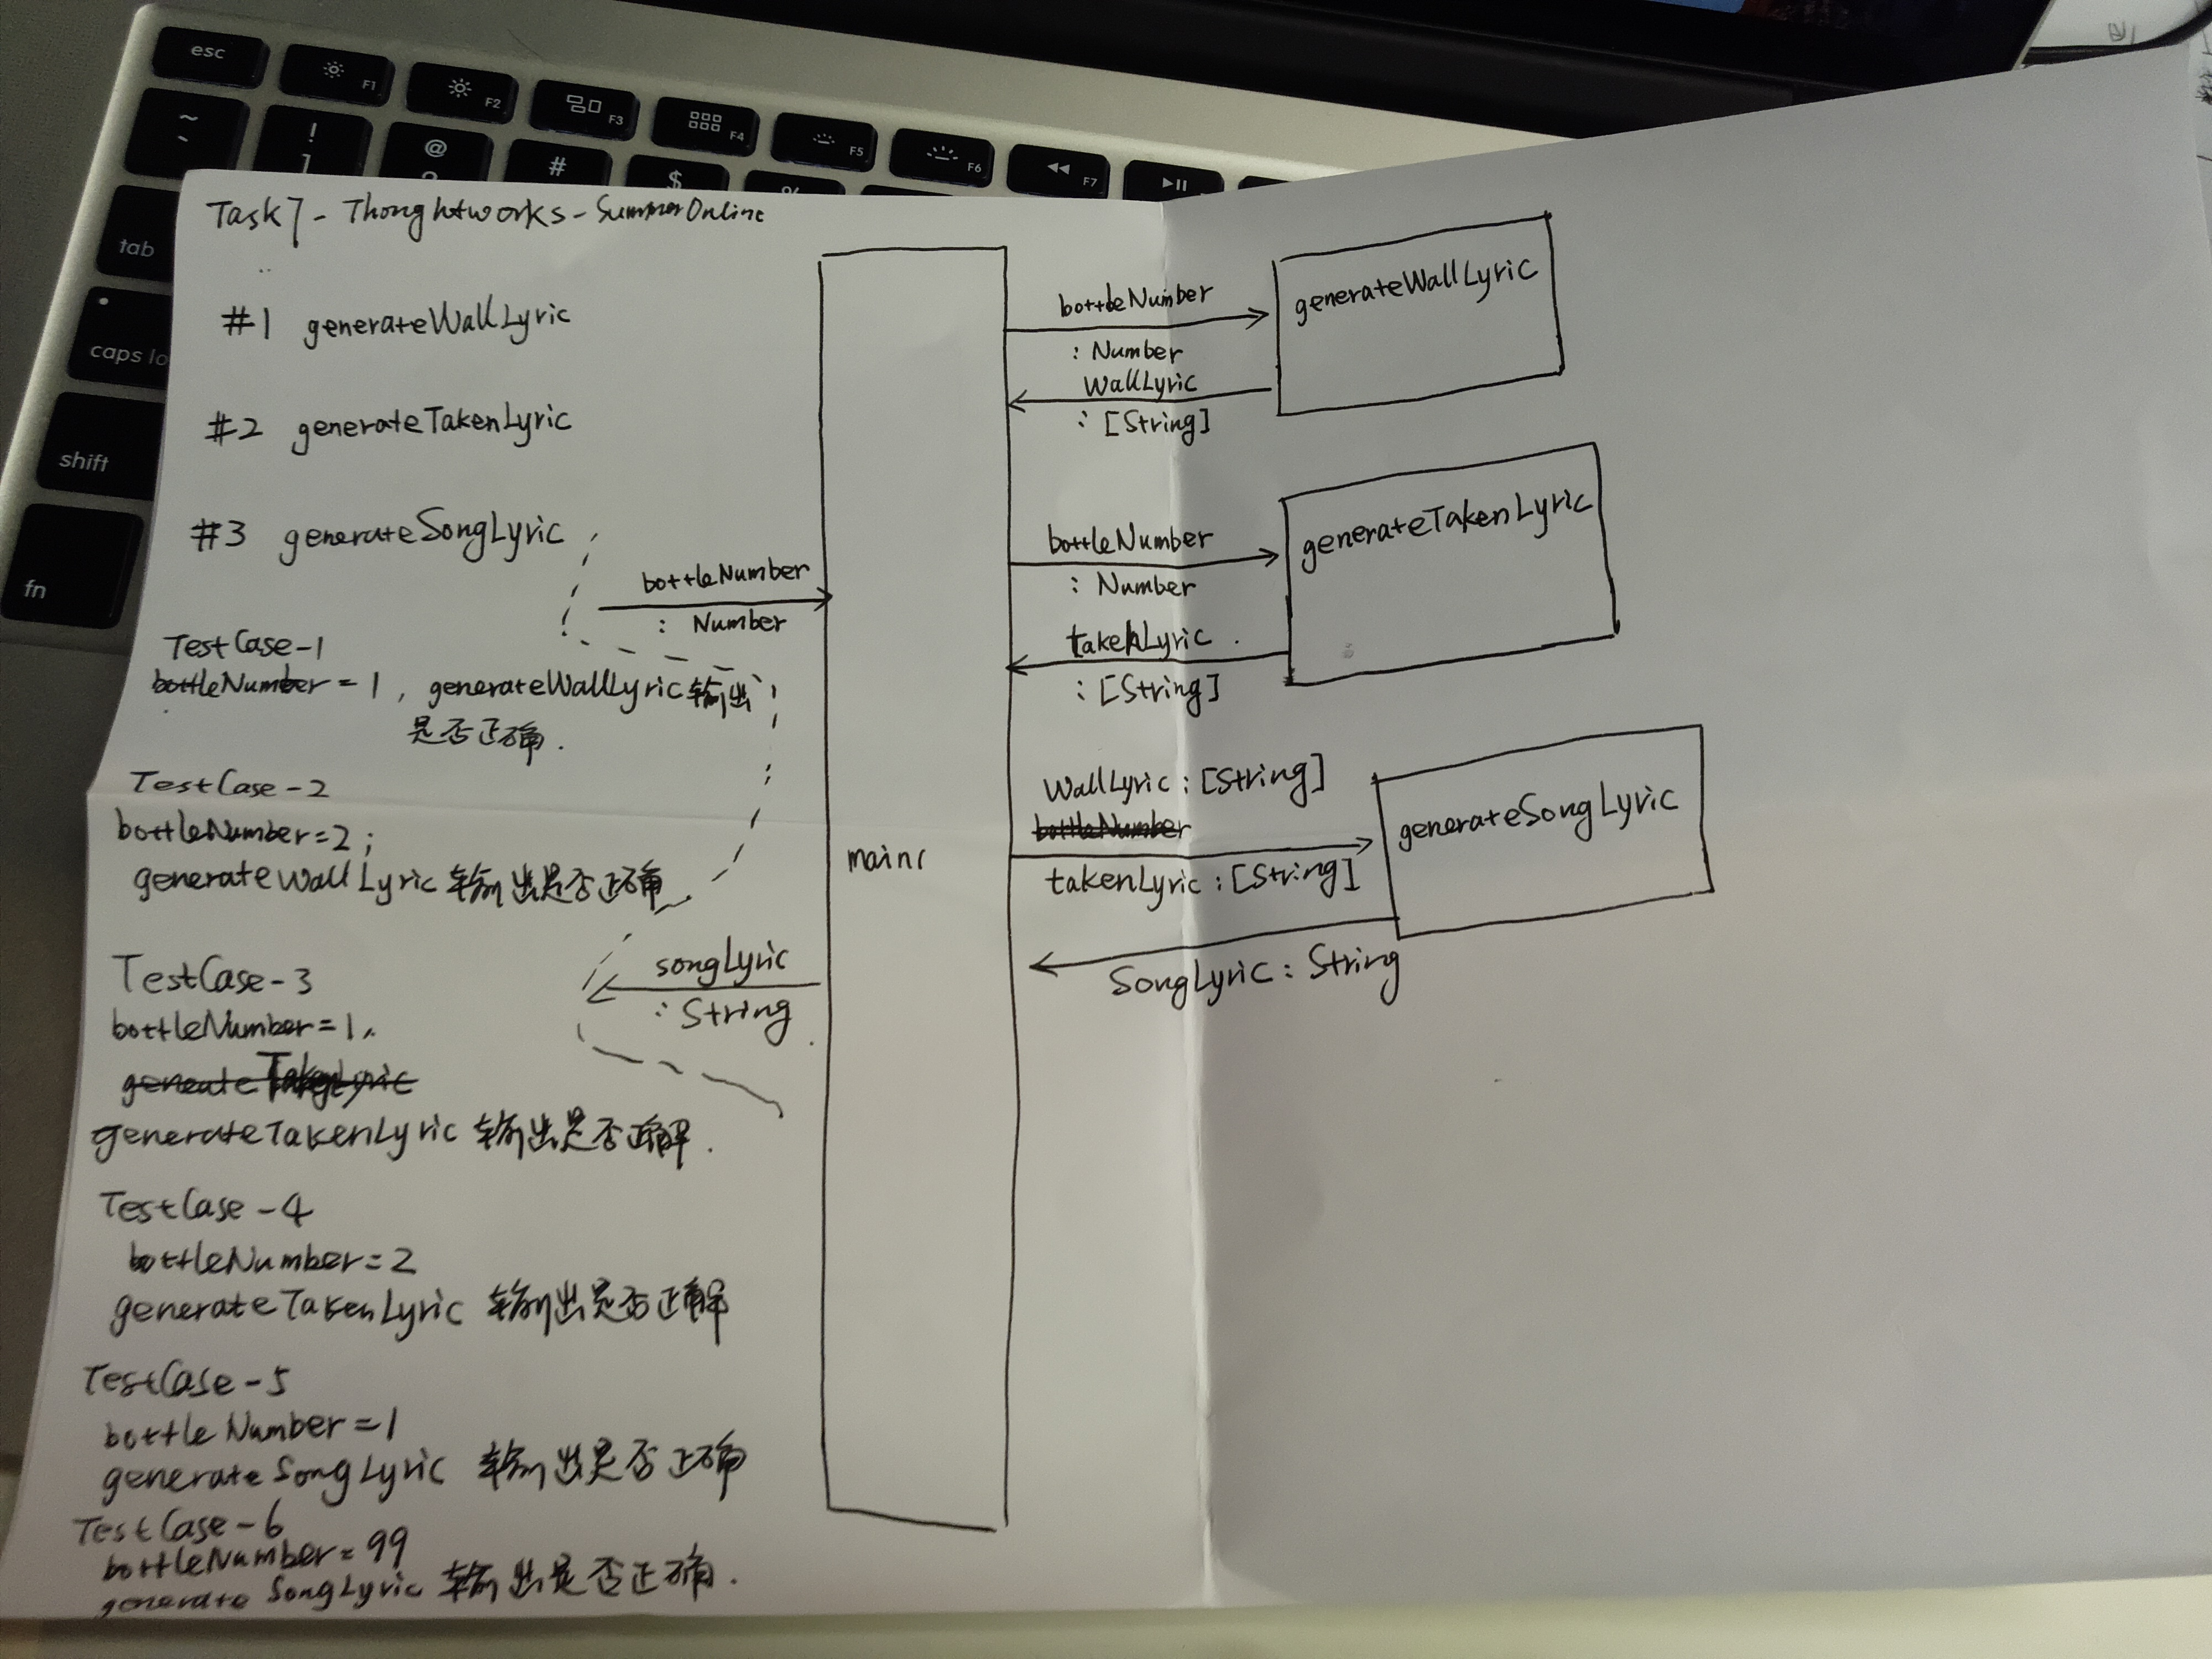 esc
F1
F2
F3
F4
F5
F6
F7
~
!
1
@
#
$
%
tab
caps lo
shift
fn
Task7 - Thoughtworks - SummerOnline
#1 generateWallLyric
#2 generateTakenLyric
#3 generateSongLyric
TestCase-1
bottleNumber = 1, generateWallLyric 输出
是否正确.
TestCase-2
bottleNumber=2;
generateWallLyric 输出是否正确
TestCase-3
bottleNumber=1,
generateTakenLyric 输出是否正解.
TestCase-4
bottleNumber=2
generateTakenLyric 输出是否正解
TestCase-5
bottleNumber=1
generateSongLyric 输出是否正确
TestCase-6
bottleNumber=99
generateSongLyric 输出是否正确.
bottleNumber
: Number
songLyric
: String
main
bottleNumber
: Number
WallLyric
: [String]
generateWallLyric
bottleNumber
: Number
takenLyric
: [String]
generateTakenLyric
WallLyric : [String]
bottleNumber
takenLyric : [String]
generateSongLyric
SongLyric : String